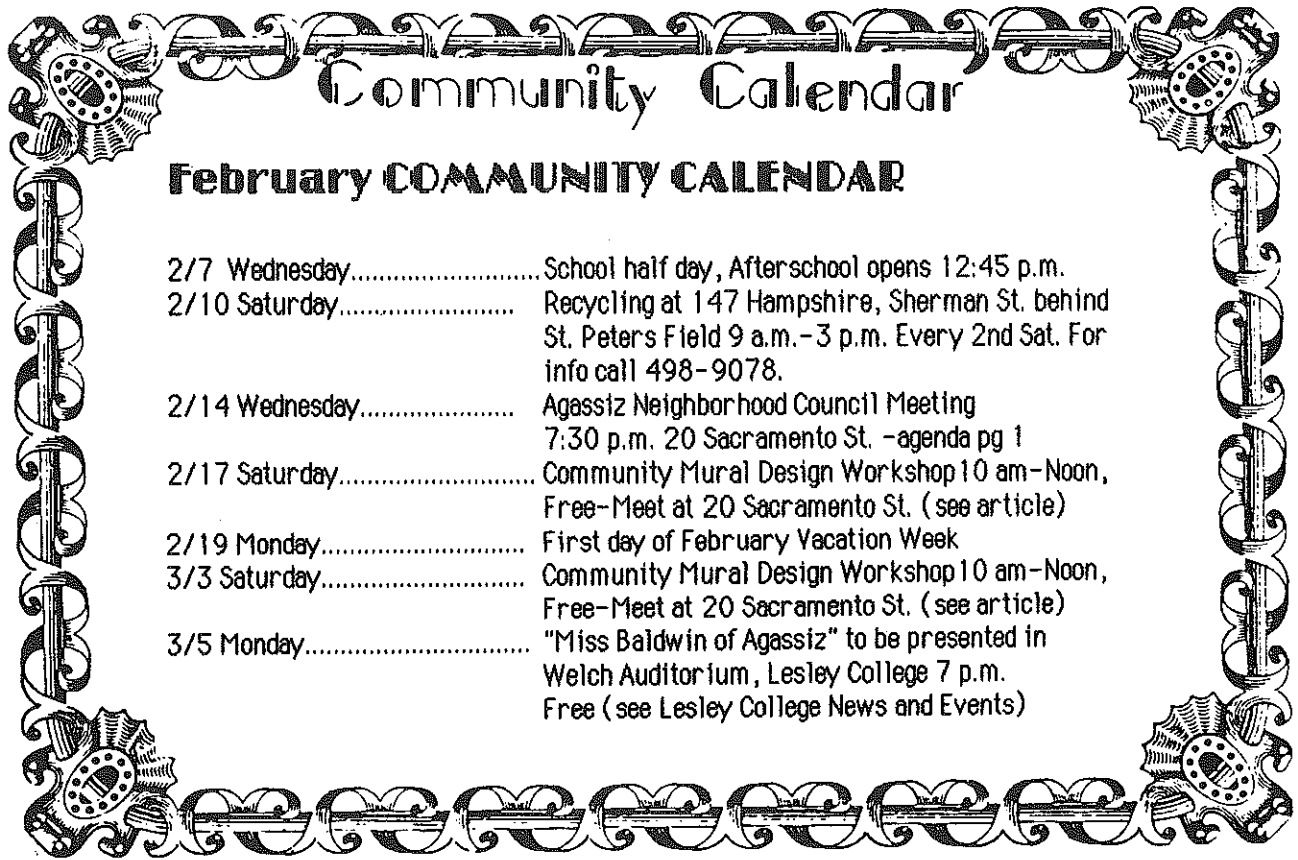 Community Calendar
February COMMUNITY CALENDAR
2/7 Wednesday...........................School half day, Afterschool opens 12:45 p.m.
2/10 Saturday......................... Recycling at 147 Hampshire, Sherman St. behind
St. Peters Field 9 a.m.-3 p.m. Every 2nd Sat. For
info call 498-9078.
2/14 Wednesday...................... Agassiz Neighborhood Council Meeting
7:30 p.m. 20 Sacramento St. -agenda pg 1
2/17 Saturday............................Community Mural Design Workshop10 am-Noon,
Free-Meet at 20 Sacramento St. (see article)
2/19 Monday............................. First day of February Vacation Week
3/3 Saturday............................. Community Mural Design Workshop10 am-Noon,
Free-Meet at 20 Sacramento St. (see article)
3/5 Monday................................ "Miss Baldwin of Agassiz" to be presented in
Welch Auditorium, Lesley College 7 p.m.
Free (see Lesley College News and Events)